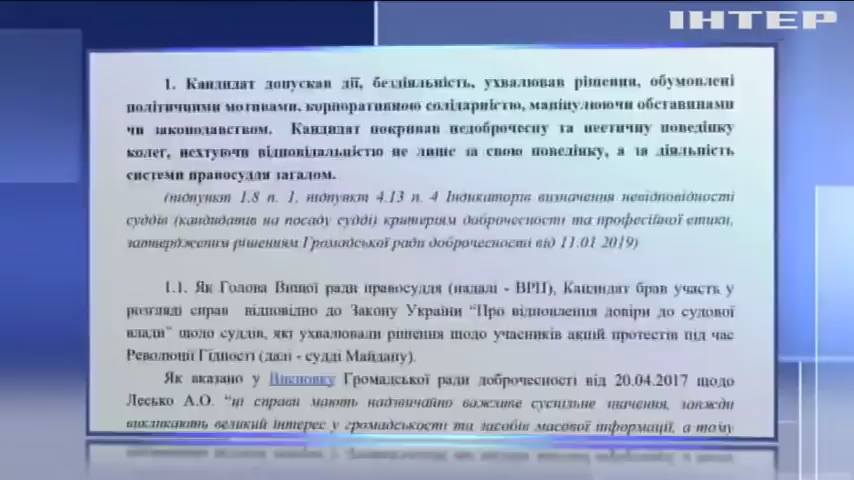 ІНТЕР
1. Кандидат допускав дії, бездіяльність, ухвалював рішення, обумовлені
політичними мотивами, корпоративною солідарністю, маніпулюючи обставинами
чи законодавством. Кандидат покривав недоброчесну та неетичну поведінку
колег, нехтуючи відповідальністю не лише за свою поведінку, а за діяльність
системи правосуддя загалом.
(підпункт 1.8 п. 1, підпункт 4.13 п. 4 Індикаторів визначення невідповідності
суддів (кандидатів на посаду судді) критеріям доброчесності та професійної етики,
затвердженим рішенням Громадської ради доброчесності від 11.01 2019)
1.1. Як Голова Вищої ради правосуддя (надалі - ВРП), Кандидат брав участь у
розгляді справ відповідно до Закону України "Про відновлення довіри до судової
влади" щодо суддів, які ухвалювали рішення щодо учасників акцій протестів під час
Революції Гідності (далі - судді Майдану).
Як вказано у Висновку Громадської ради доброчесності від 20.04.2017 щодо
Лесько А.О. "ці справи мають надзвичайно важливе суспільне значення, завжди
викликають великий інтерес у громадськості та засобів масової інформації, а тому